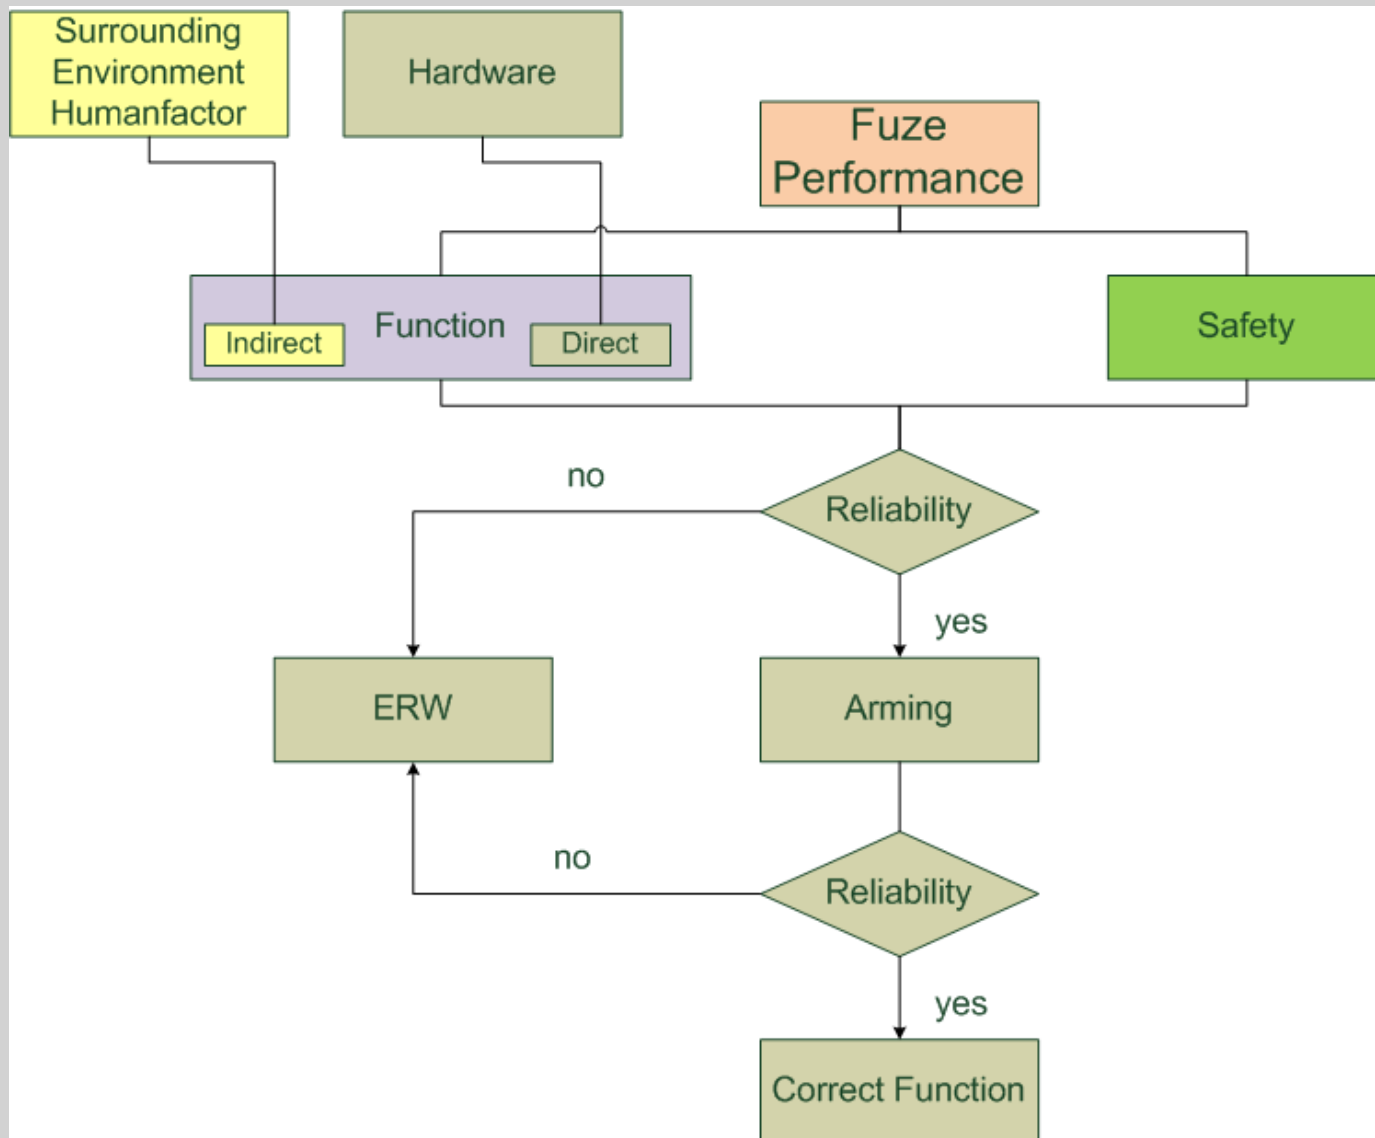 Surrounding
Environment
Humanfactor
Hardware
Fuze
Performance
Function
Indirect
Direct
Safety
no
Reliability
yes
ERW
Arming
no
Reliability
yes
Correct Function